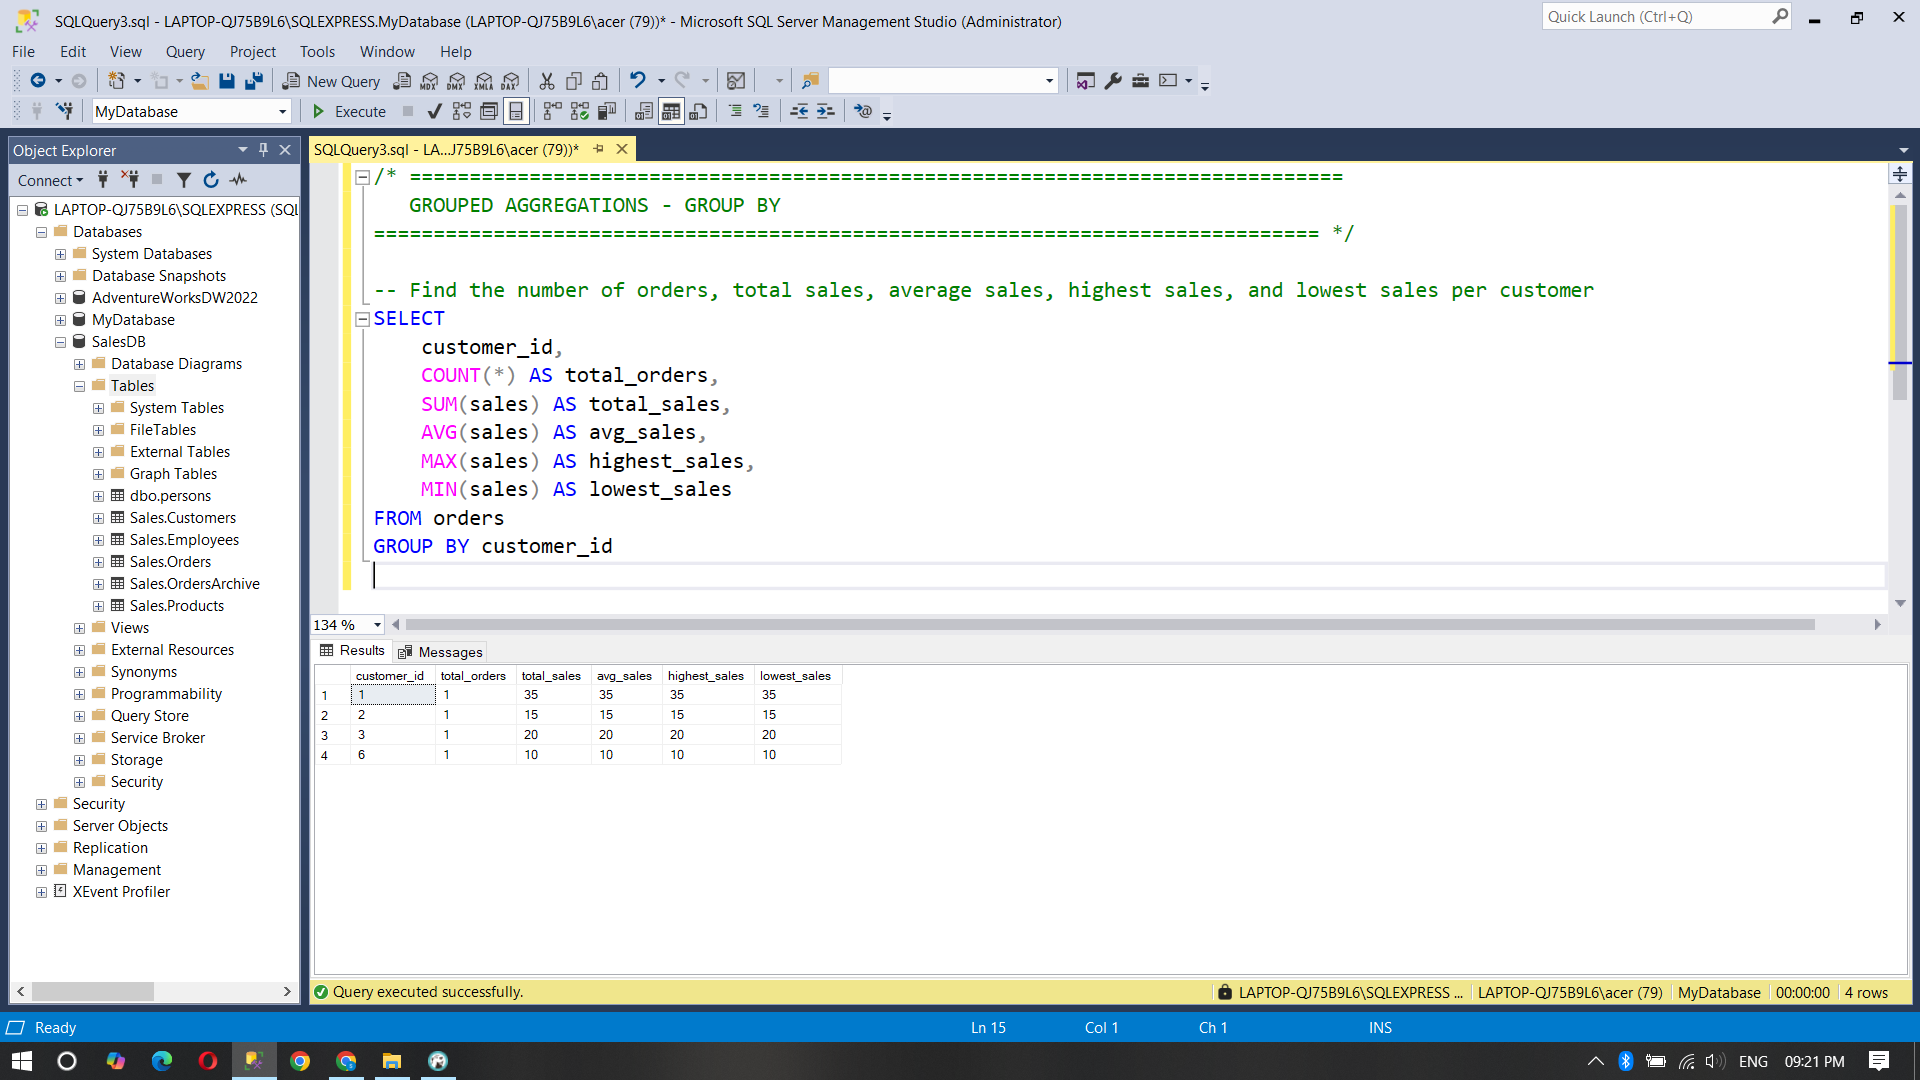 SQLQuery3.sql - LAPTOP-QJ75B9L6\SQLEXPRESS.MyDatabase (LAPTOP-QJ75B9L6\acer (79))* - Microsoft SQL Server Management Studio (Administrator)
Quick Launch (Ctrl+Q)
File Edit View Query Project Tools Window Help
New Query
MDX DMX XMLA DAX
MyDatabase
Execute
Object Explorer
SQLQuery3.sql - LA...J75B9L6\acer (79))*
Connect
LAPTOP-QJ75B9L6\SQLEXPRESS (SQL
Databases
System Databases
Database Snapshots
AdventureWorksDW2022
MyDatabase
SalesDB
Database Diagrams
Tables
System Tables
FileTables
External Tables
Graph Tables
dbo.persons
Sales.Customers
Sales.Employees
Sales.Orders
Sales.OrdersArchive
Sales.Products
Views
External Resources
Synonyms
Programmability
Query Store
Service Broker
Storage
Security
Security
Server Objects
Replication
Management
XEvent Profiler
/* ==============================================================================
GROUPED AGGREGATIONS - GROUP BY
=============================================================================== */
-- Find the number of orders, total sales, average sales, highest sales, and lowest sales per customer
SELECT
customer_id,
COUNT(*) AS total_orders,
SUM(sales) AS total_sales,
AVG(sales) AS avg_sales,
MAX(sales) AS highest_sales,
MIN(sales) AS lowest_sales
FROM orders
GROUP BY customer_id
134 %
Results Messages
customer_id total_orders total_sales avg_sales highest_sales lowest_sales
1 1 1 35 35 35 35
2 2 1 15 15 15 15
3 3 1 20 20 20 20
4 6 1 10 10 10 10
Query executed successfully.
LAPTOP-QJ75B9L6\SQLEXPRESS ... LAPTOP-QJ75B9L6\acer (79) MyDatabase 00:00:00 4 rows
Ready Ln 15 Col 1 Ch 1 INS
ENG 09:21 PM